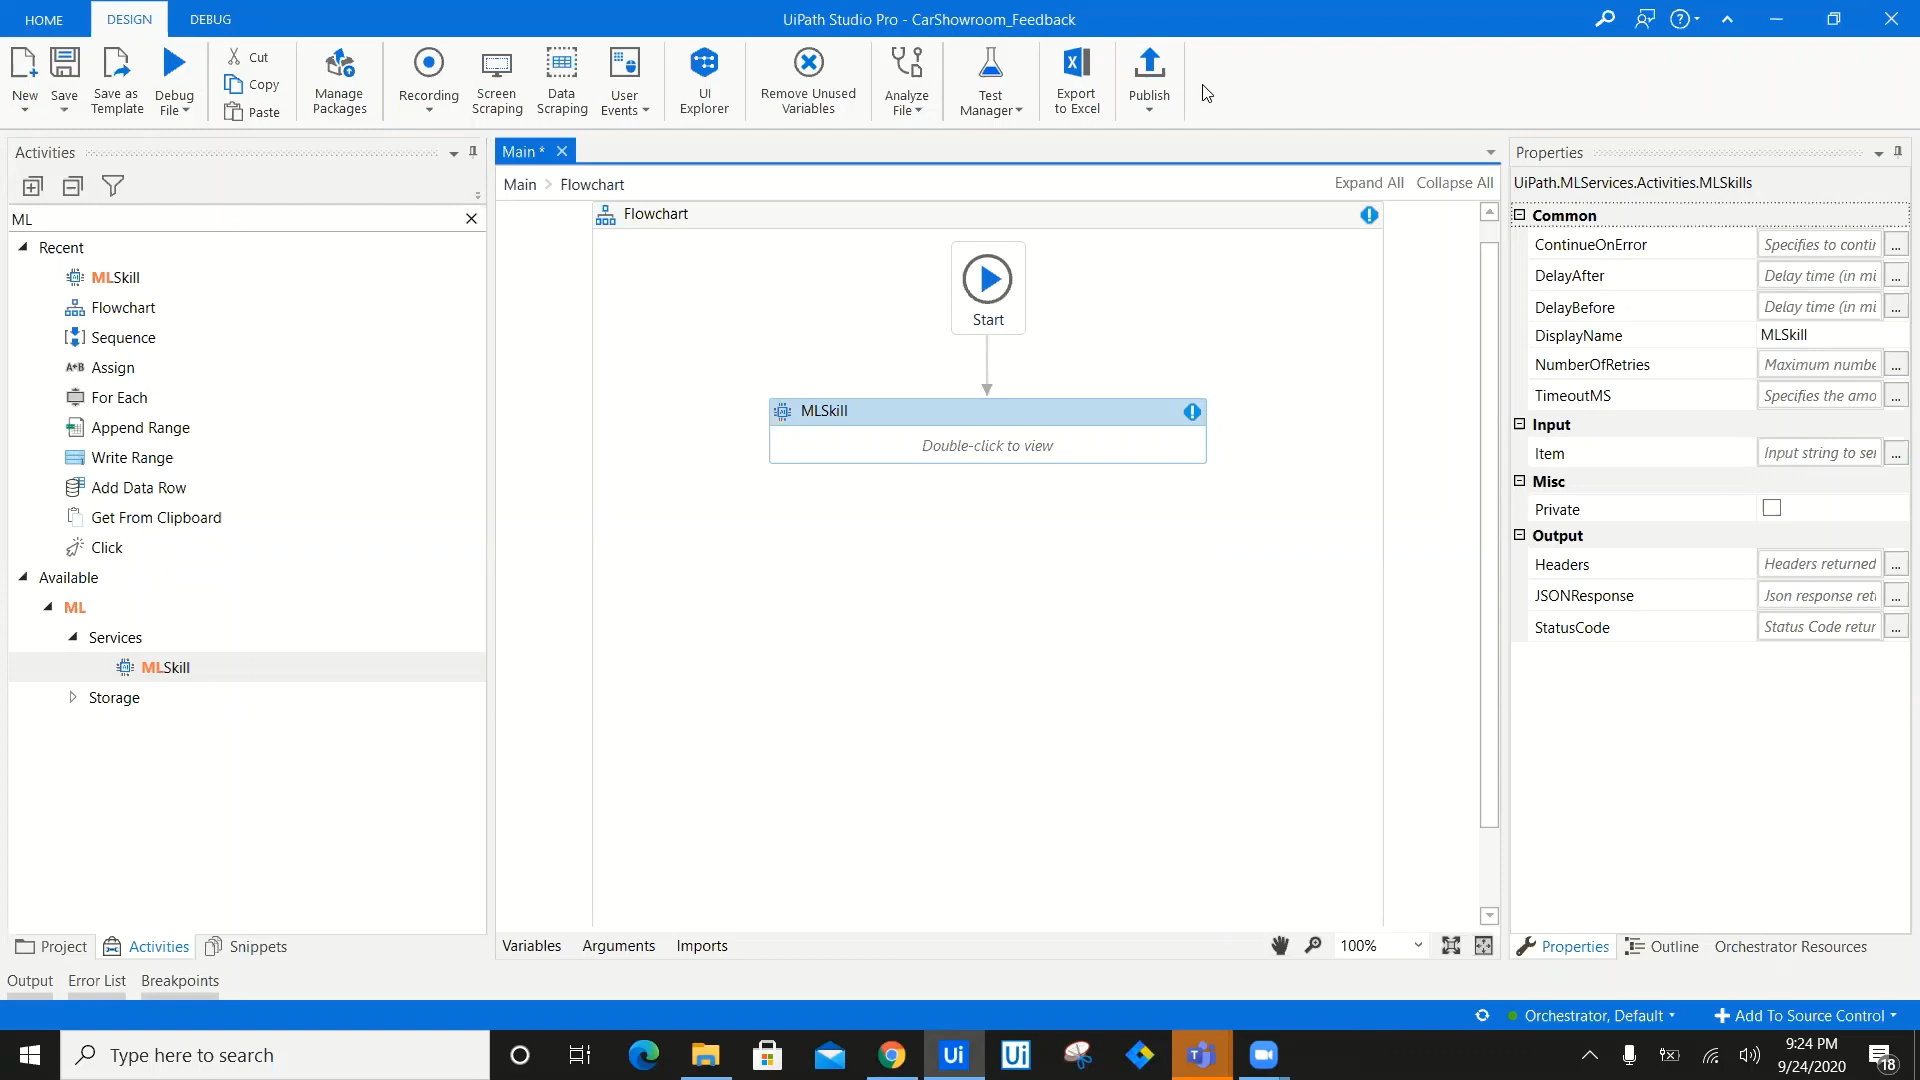 HOME
DESIGN
DEBUG
UiPath Studio Pro - CarShowroom_Feedback
New
Save
Save as
Template
Debug
File
Cut
Copy
Paste
Manage
Packages
Recording
Screen
Scraping
Data
Scraping
User
Events
UI
Explorer
Remove Unused
Variables
Analyze
File
Test
Manager
Export
to Excel
Publish
Activities
ML
Recent
MLSkill
Flowchart
Sequence
A+B Assign
For Each
Append Range
Write Range
Add Data Row
Get From Clipboard
Click
Available
ML
Services
MLSkill
Storage
Project
Activities
Snippets
Output
Error List
Breakpoints
Main *
Main > Flowchart
Expand All
Collapse All
Flowchart
Start
MLSkill
Double-click to view
Variables
Arguments
Imports
100%
Properties
UiPath.MLServices.Activities.MLSkills
Common
ContinueOnError Specifies to contin ...
DelayAfter Delay time (in mi ...
DelayBefore Delay time (in mi ...
DisplayName MLSkill
NumberOfRetries Maximum numbe ...
TimeoutMS Specifies the amo ...
Input
Item Input string to sei ...
Misc
Private
Output
Headers Headers returned ...
JSONResponse Json response reti ...
StatusCode Status Code retur ...
Properties
Outline
Orchestrator Resources
Orchestrator, Default
Add To Source Control
Type here to search
Ui
Ui
9:24 PM
9/24/2020
18